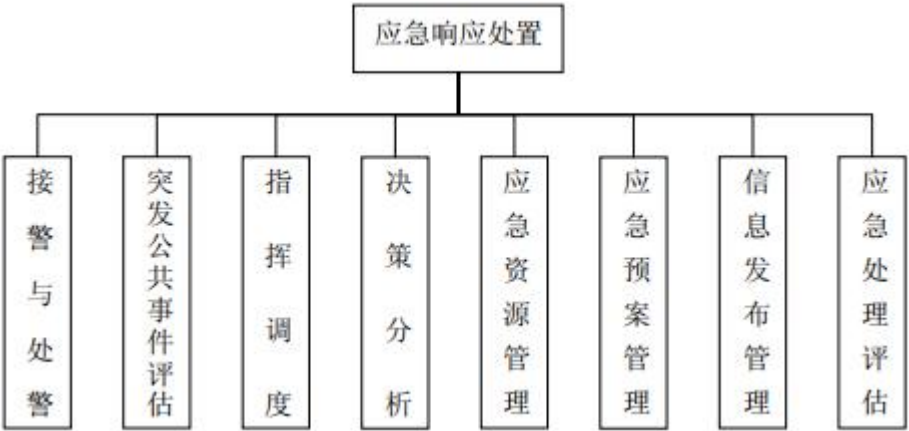 应急响应处置
接警与处警
突发公共事件评估
指挥调度
决策分析
应急资源管理
应急预案管理
信息发布管理
应急处理评估